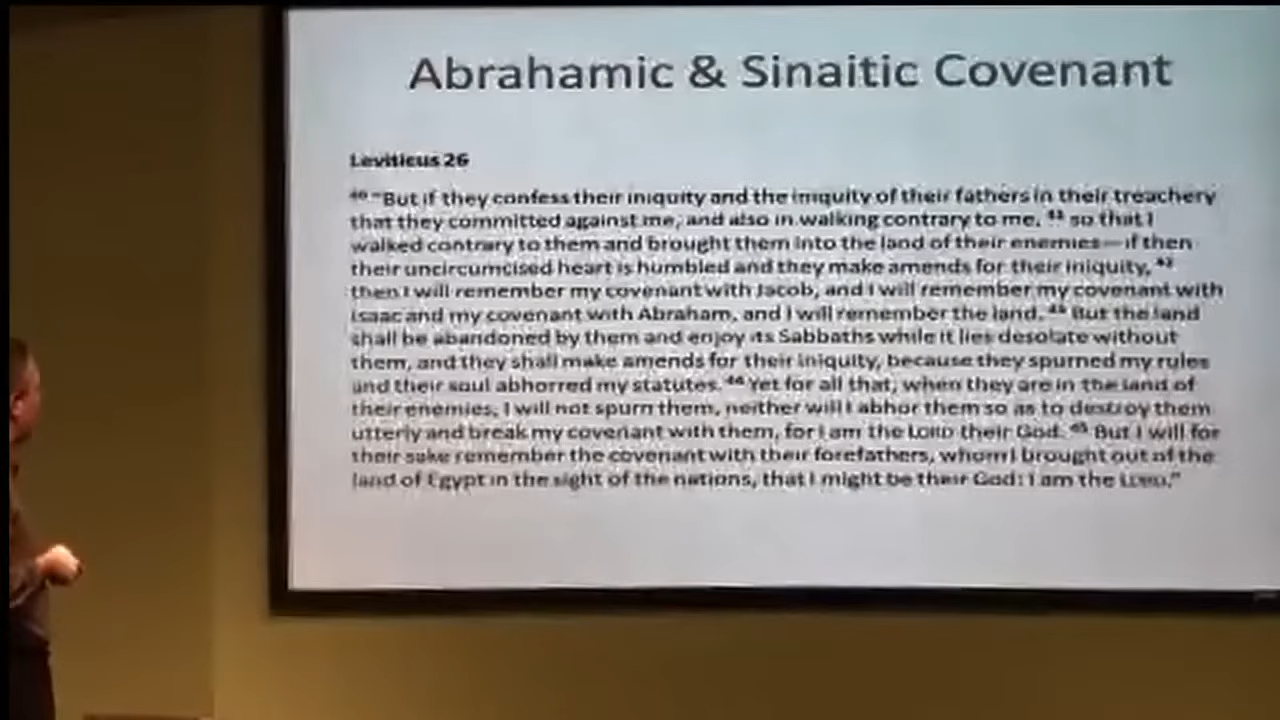 Abrahamic & Sinaitic Covenant
Leviticus 26
40 "But if they confess their iniquity and the iniquity of their fathers in their treachery
that they committed against me, and also in walking contrary to me, 41 so that I
walked contrary to them and brought them into the land of their enemies—if then
their uncircumcised heart is humbled and they make amends for their iniquity, 42
then I will remember my covenant with Jacob, and I will remember my covenant with
Isaac and my covenant with Abraham, and I will remember the land. 43 But the land
shall be abandoned by them and enjoy its Sabbaths while it lies desolate without
them, and they shall make amends for their iniquity, because they spurned my rules
and their soul abhorred my statutes. 44 Yet for all that, when they are in the land of
their enemies, I will not spurn them, neither will I abhor them so as to destroy them
utterly and break my covenant with them, for I am the LORD their God. 45 But I will for
their sake remember the covenant with their forefathers, whom I brought out of the
land of Egypt in the sight of the nations, that I might be their God: I am the LORD."